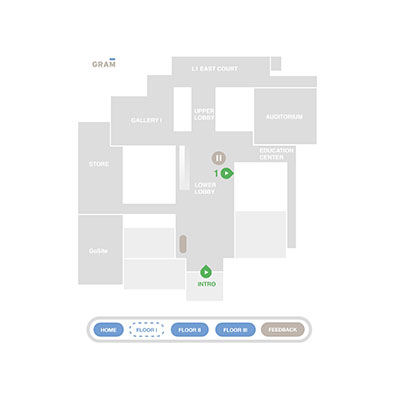 GRAM
L1 EAST COURT
UPPER
LOBBY
GALLERY I
AUDITORIUM
EDUCATION
CENTER
STORE
1
LOWER
LOBBY
GoSite
INTRO
HOME
FLOOR I
FLOOR II
FLOOR III
FEEDBACK